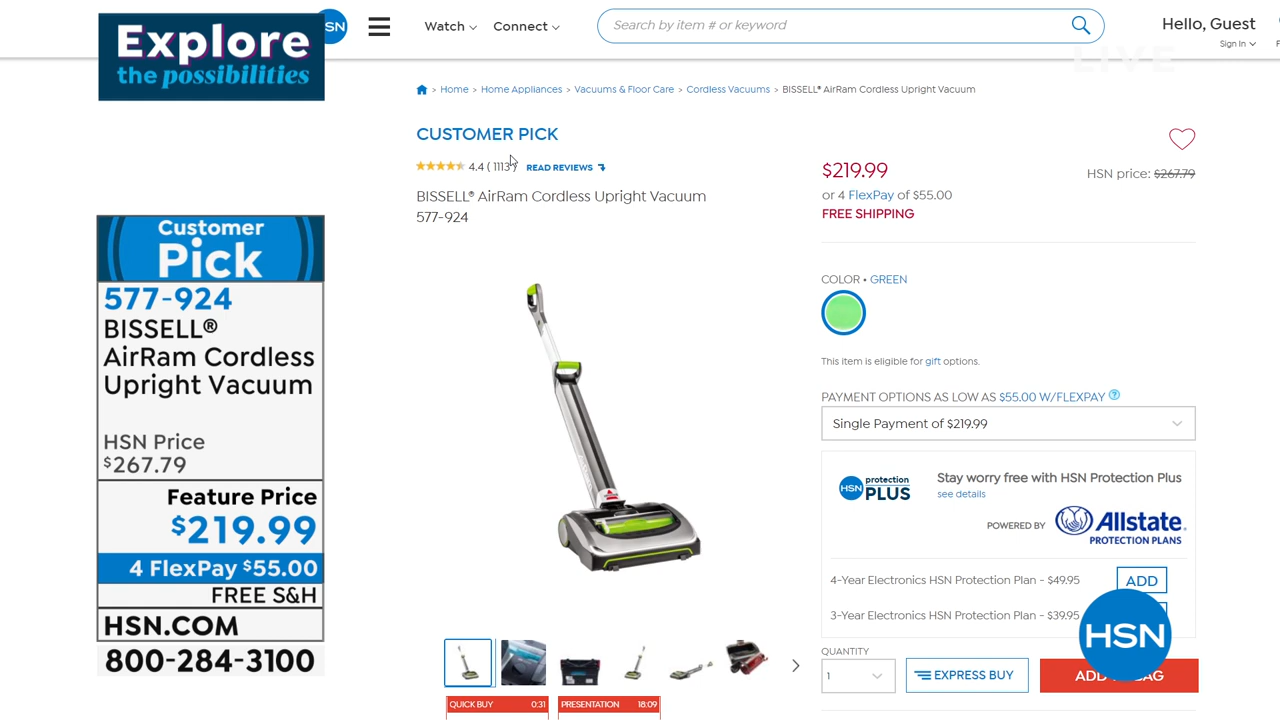 Explore
the possibilities
SN
Watch
Connect
Search by item # or keyword
Hello, Guest
Sign In
LIVE
> Home > Home Appliances > Vacuums & Floor Care > Cordless Vacuums > BISSELL® AirRam Cordless Upright Vacuum
CUSTOMER PICK
4.4 ( 1113 )
READ REVIEWS
BISSELL® AirRam Cordless Upright Vacuum
577-924
$219.99
HSN price: $267.79
or 4 FlexPay of $55.00
FREE SHIPPING
COLOR • GREEN
This item is eligible for gift options.
PAYMENT OPTIONS AS LOW AS $55.00 W/FLEXPAY ?
Single Payment of $219.99
HSN protection PLUS
Stay worry free with HSN Protection Plus
see details
POWERED BY
Allstate
PROTECTION PLANS
4-Year Electronics HSN Protection Plan - $49.95
ADD
3-Year Electronics HSN Protection Plan - $39.95
HSN
QUANTITY
1
EXPRESS BUY
ADD AG
QUICK BUY 0:31
PRESENTATION 18:09
Customer
Pick
577-924
BISSELL®
AirRam Cordless
Upright Vacuum
HSN Price
$267.79
Feature Price
$219.99
4 FlexPay $55.00
FREE S&H
HSN.COM
800-284-3100